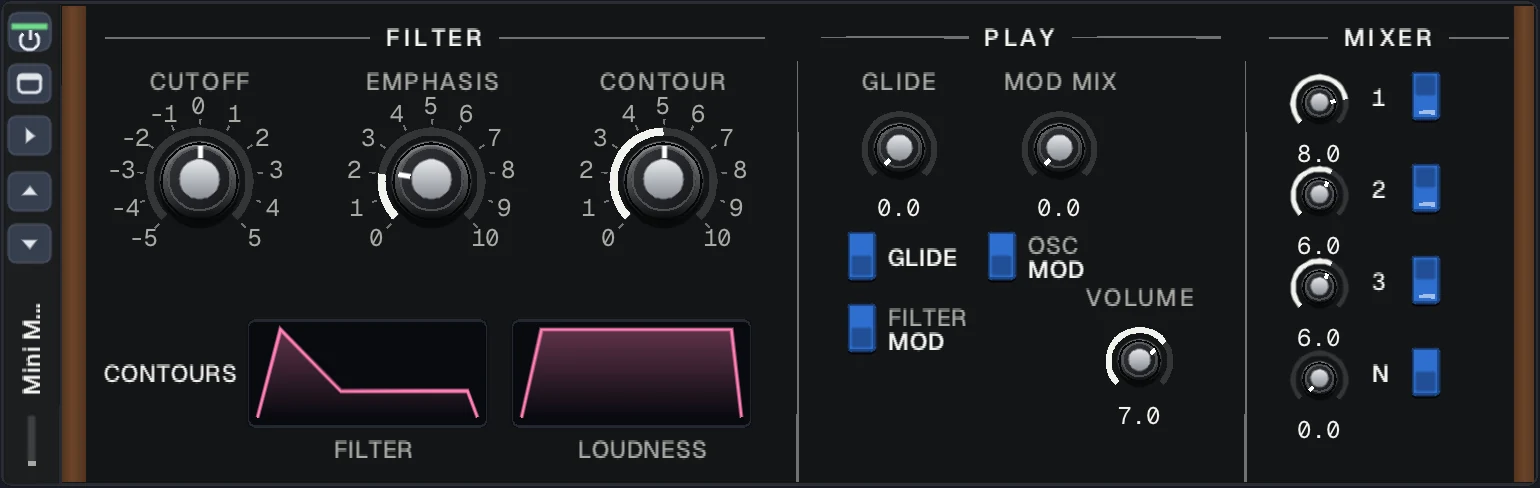 FILTER
CUTOFF
-5
-4
-3
-2
-1
0
1
2
3
4
5
EMPHASIS
0
1
2
3
4
5
6
7
8
9
10
CONTOUR
0
1
2
3
4
5
6
7
8
9
10
CONTOURS
FILTER
LOUDNESS
PLAY
GLIDE
0.0
MOD MIX
0.0
GLIDE
OSC
MOD
FILTER
MOD
VOLUME
7.0
MIXER
1
8.0
2
6.0
3
6.0
N
0.0
Mini M...